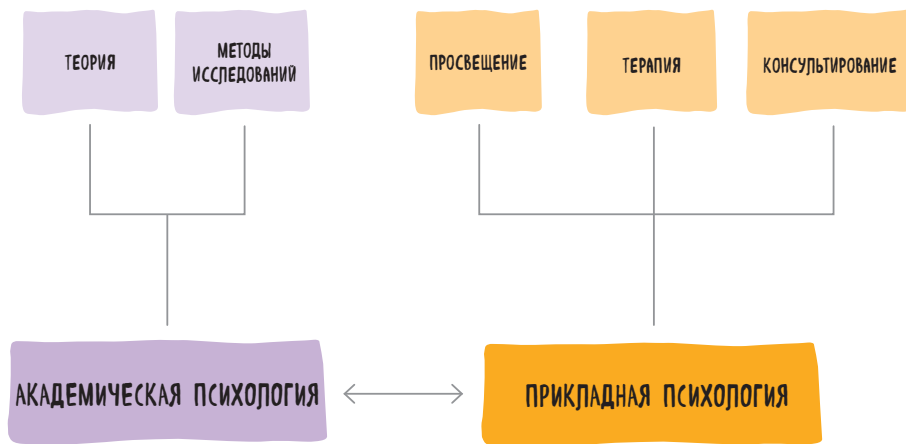 ТЕОРИЯ
МЕТОДЫ
ИССЛЕДОВАНИЙ
ПРОСВЕЩЕНИЕ
ТЕРАПИЯ
КОНСУЛЬТИРОВАНИЕ
АКАДЕМИЧЕСКАЯ ПСИХОЛОГИЯ
ПРИКЛАДНАЯ ПСИХОЛОГИЯ